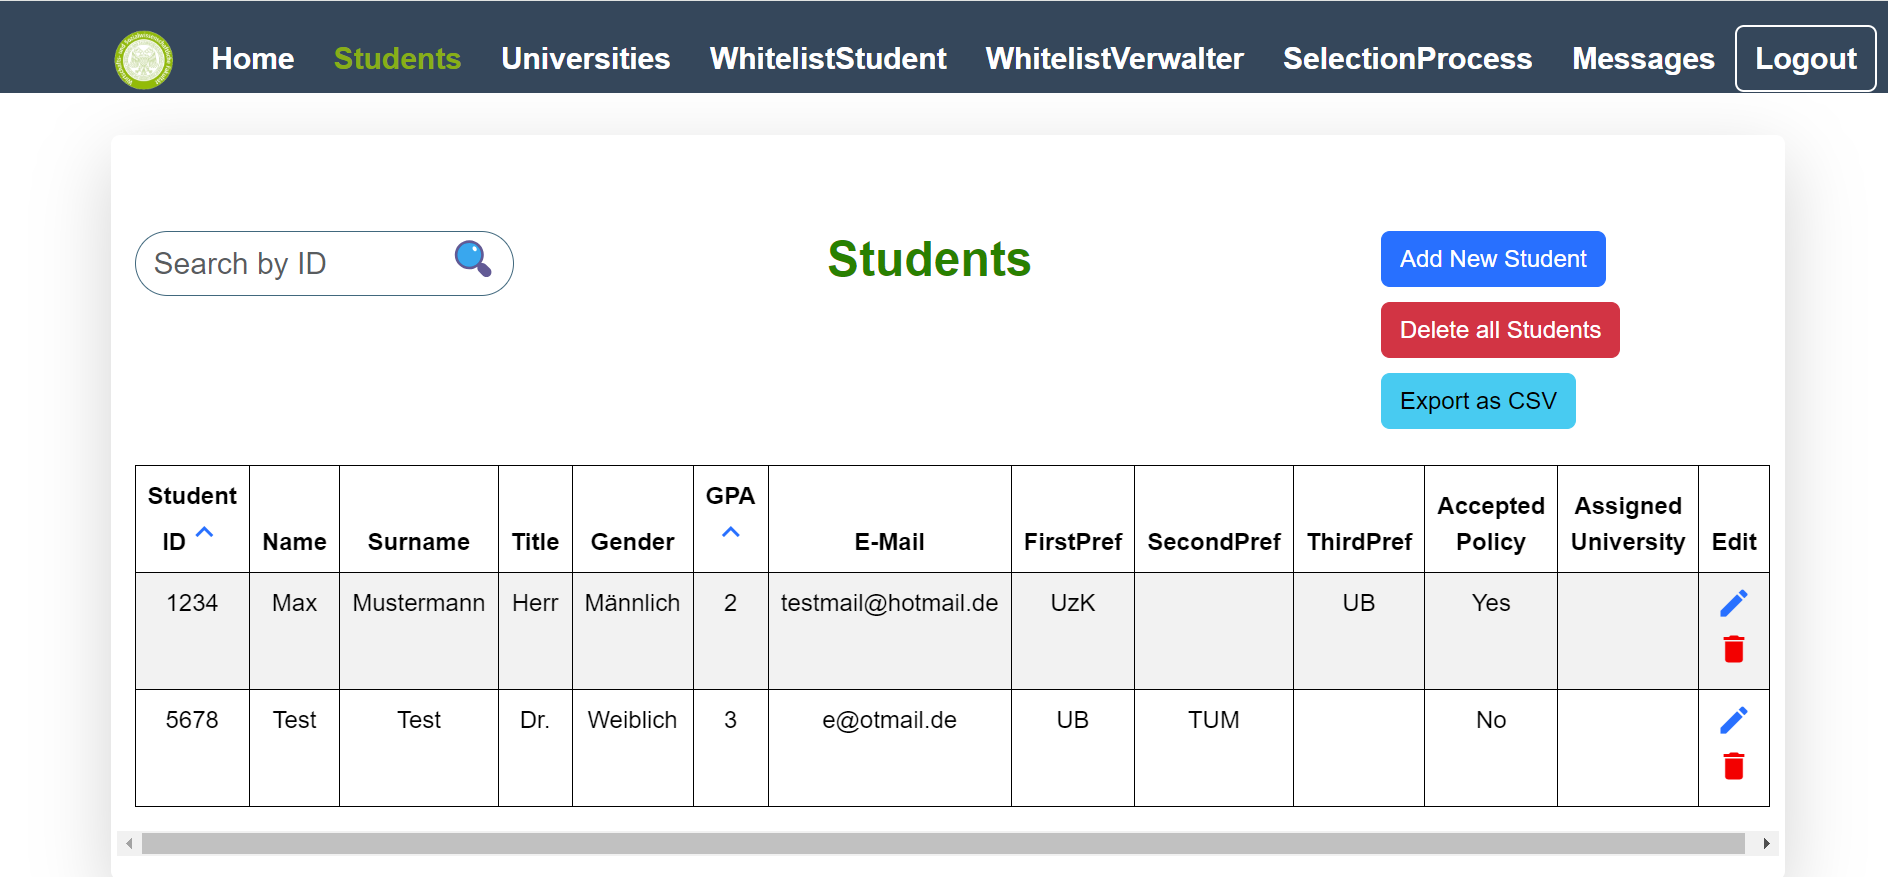 Home Students Universities WhitelistStudent WhitelistVerwalter SelectionProcess Messages Logout
Search by ID
Students
Add New Student
Delete all Students
Export as CSV
Student ID Name Surname Title Gender GPA E-Mail FirstPref SecondPref ThirdPref Accepted Policy Assigned University Edit
1234 Max Mustermann Herr Männlich 2 testmail@hotmail.de UzK UB Yes
5678 Test Test Dr. Weiblich 3 e@otmail.de UB TUM No